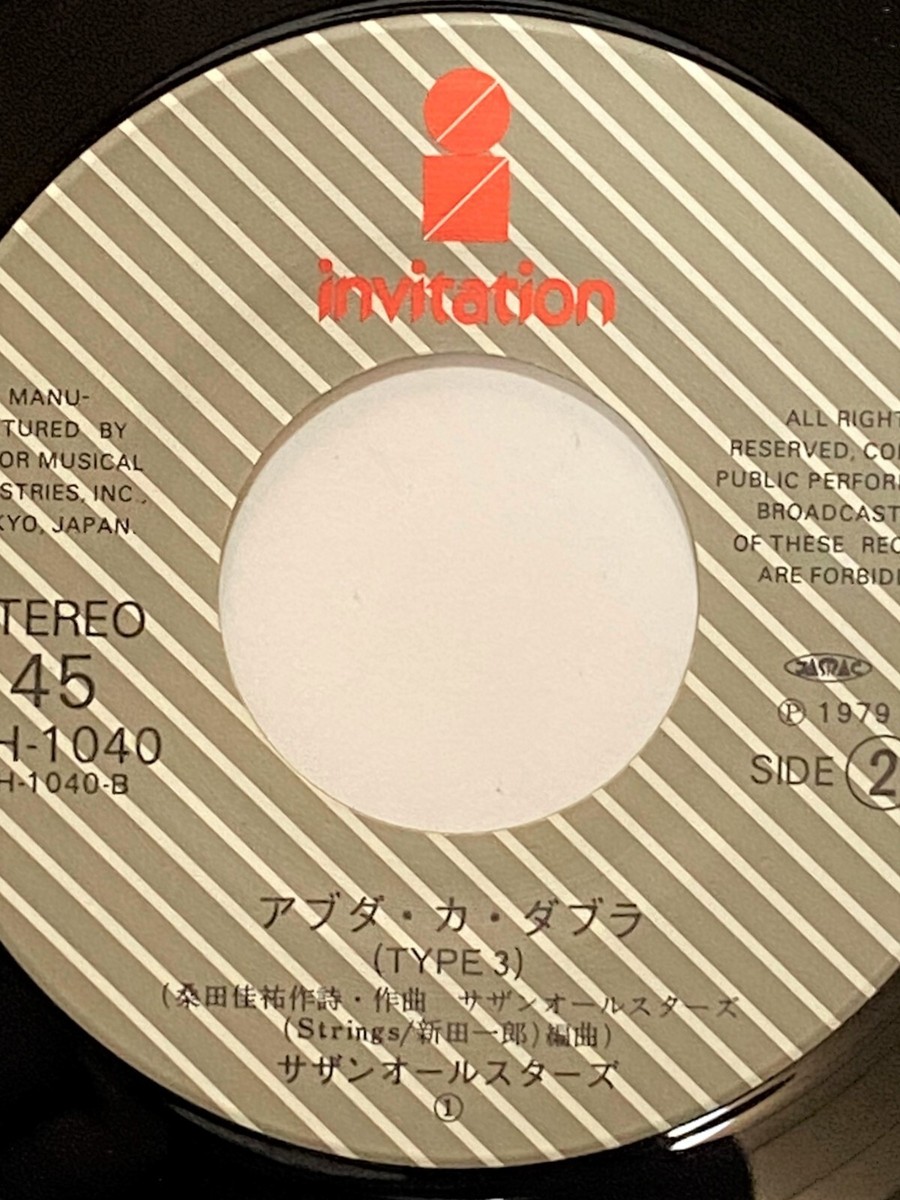 invitation
MANU-
TURED BY
OR MUSICAL
STRIES, INC.,
KYO, JAPAN.
ALL RIGHT
RESERVED, CO
PUBLIC PERFOR
BROADCAST
OF THESE REC
ARE FORBID
TEREO
45
H-1040
H-1040-B
JASRAC
Ⓟ 1979
SIDE 2
アブダ・カ・ダブラ
(TYPE 3)
(桑田佳祐作詩・作曲 サザンオールスターズ
(Strings/新田一郎)編曲)
サザンオールスターズ
①